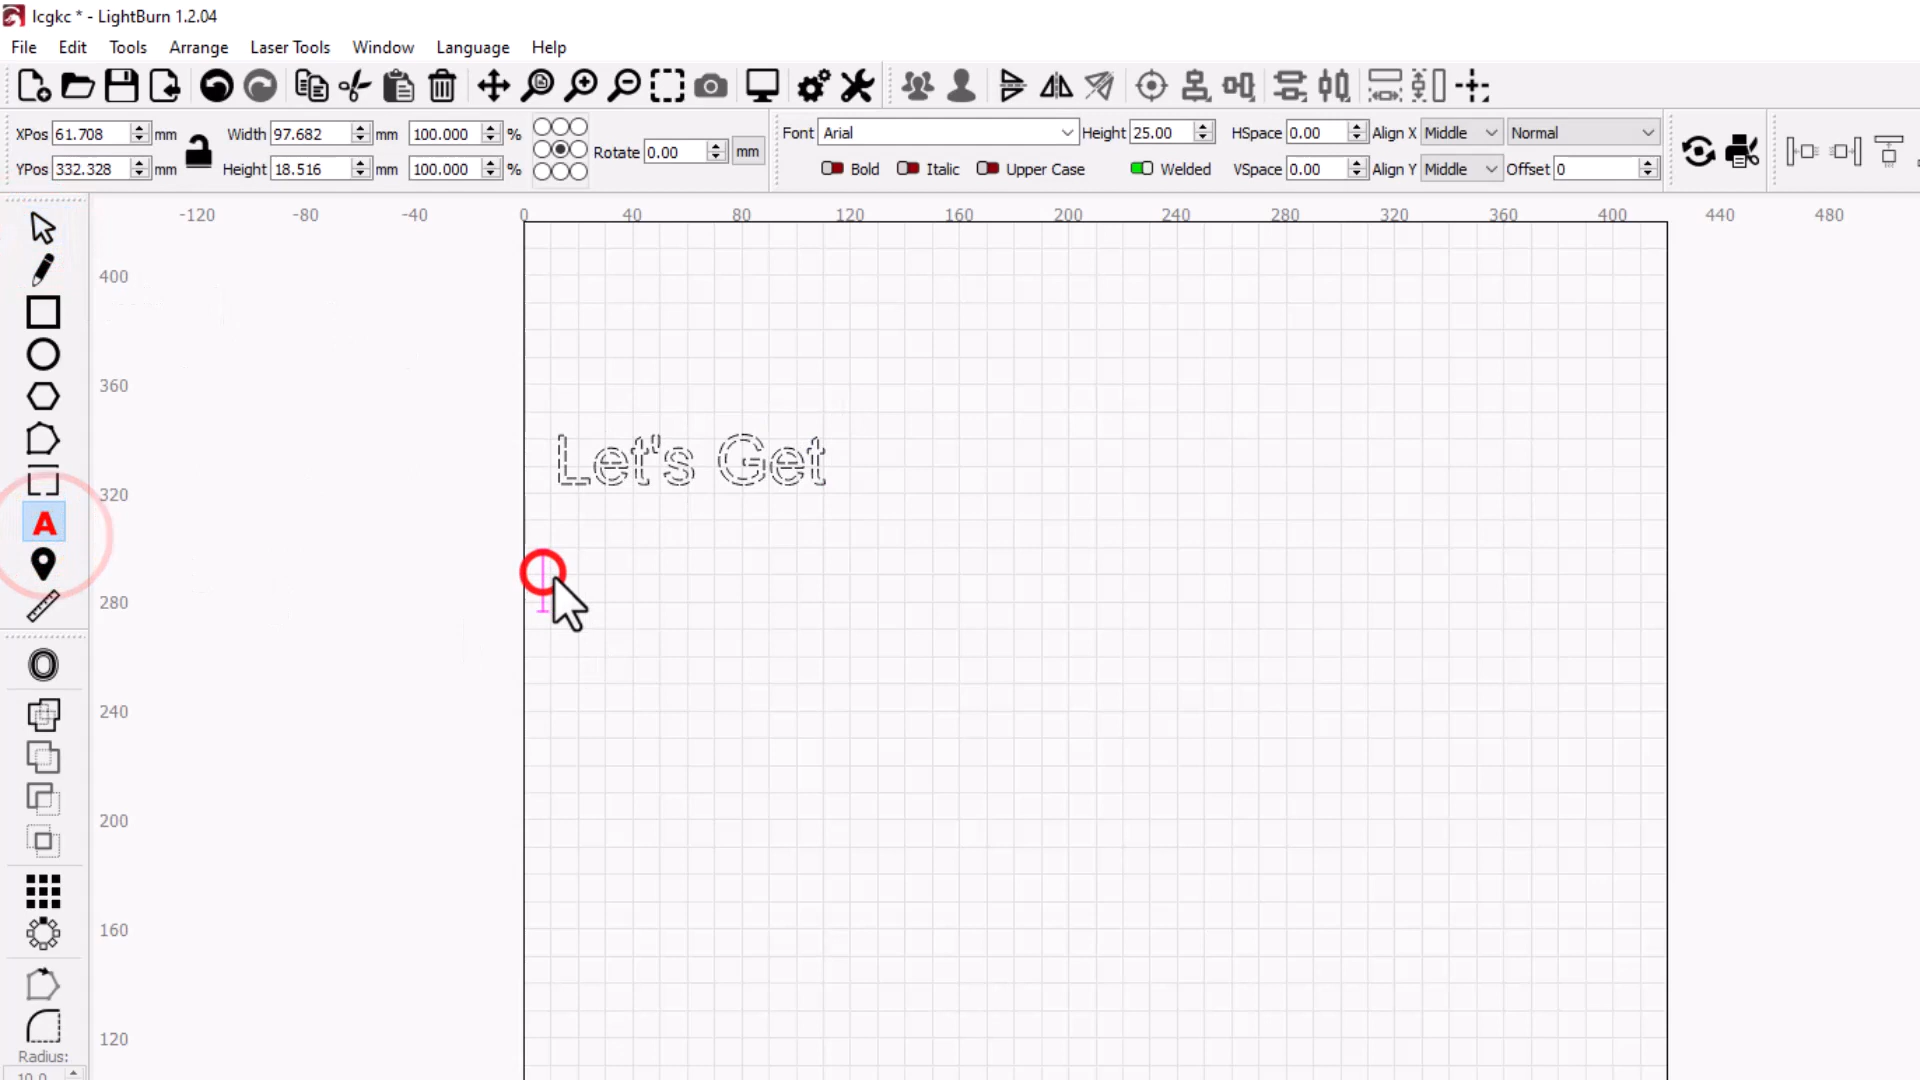 lcgkc * - LightBurn 1.2.04
File Edit Tools Arrange Laser Tools Window Language Help
XPos 61.708 mm Width 97.682 mm 100.000 % Rotate 0.00 mm Font Arial Height 25.00 HSpace 0.00 Align X Middle Normal
YPos 332.328 mm Height 18.516 mm 100.000 % Bold Italic Upper Case Welded VSpace 0.00 Align Y Middle Offset 0
-120 -80 -40 0 40 80 120 160 200 240 280 320 360 400 440 480
400
360
Let's Get
320
A
280
240
200
160
120
Radius:
10.0